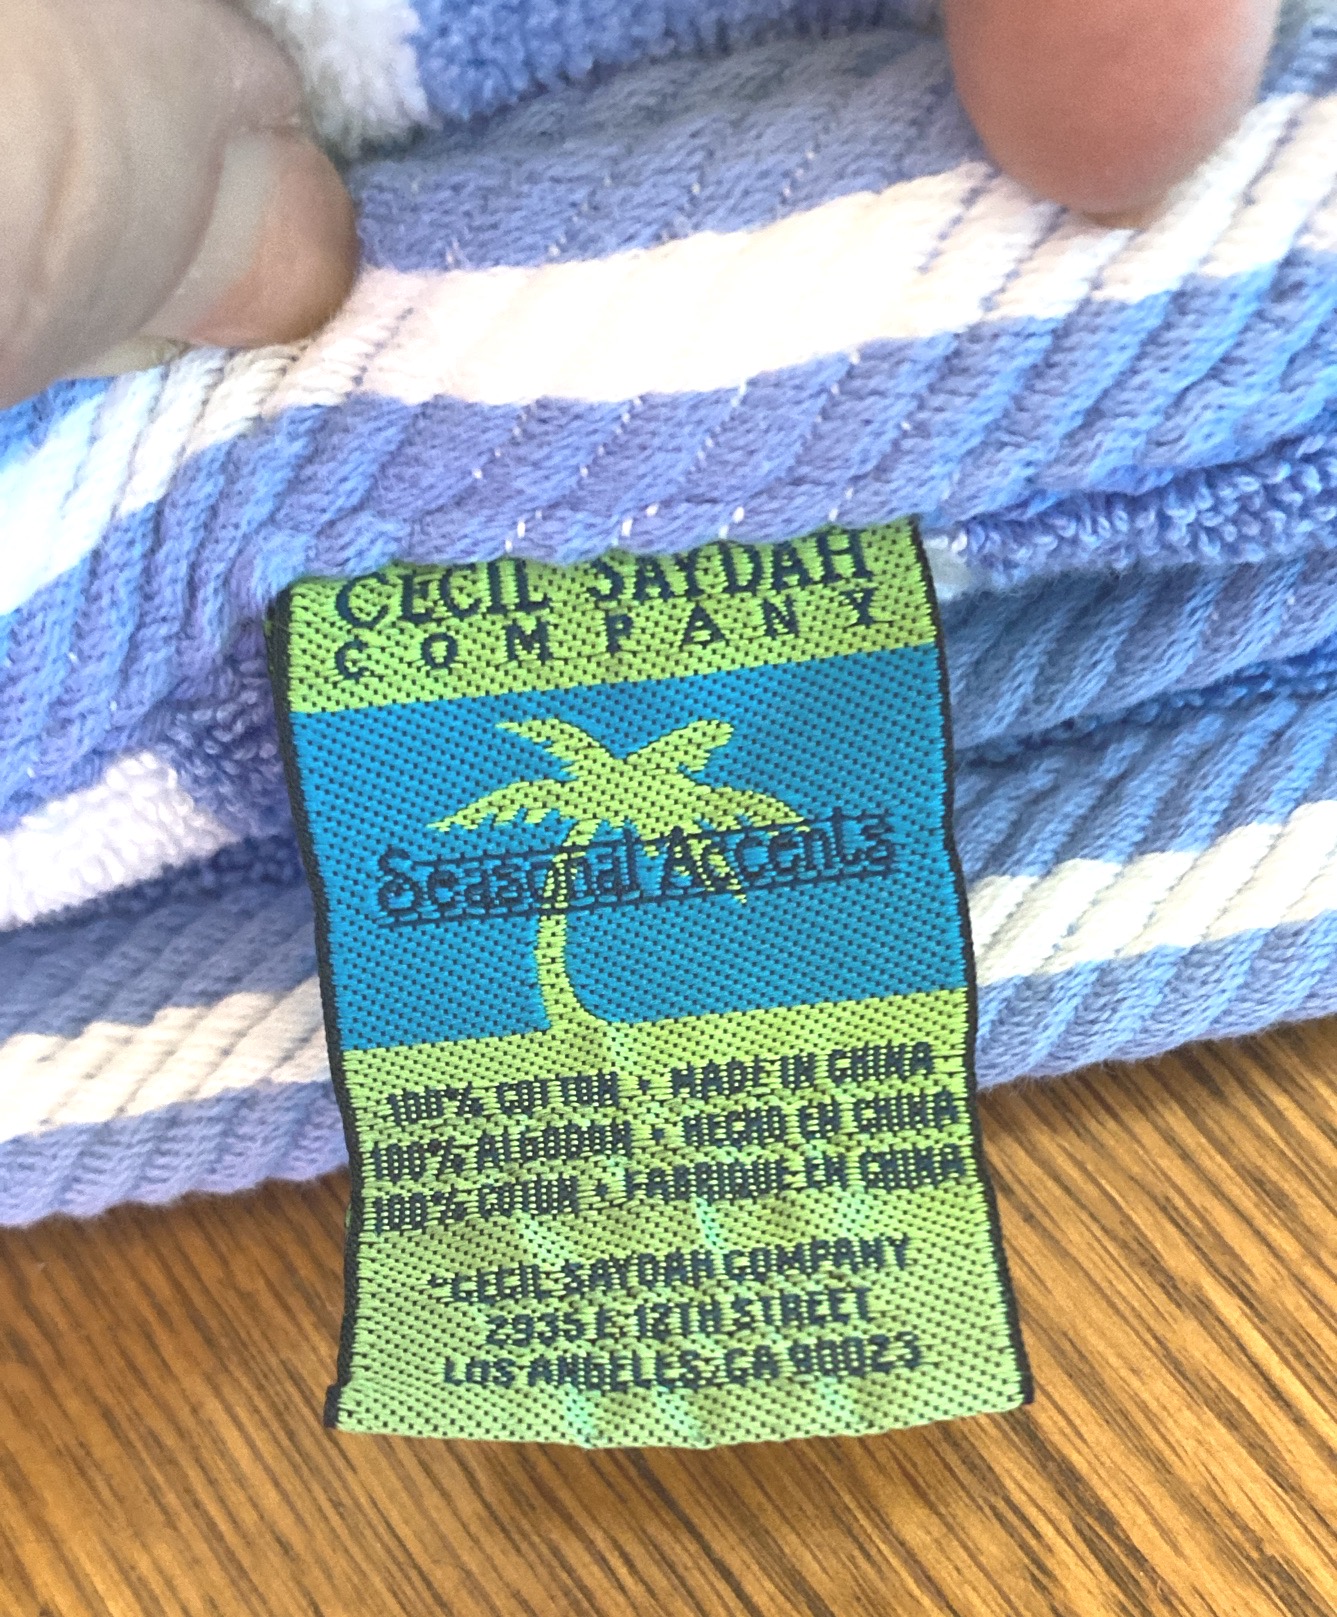 CECIL SAYDAH
COMPANY
Seasonal Accents
100% COTTON • MADE IN CHINA
100% ALGODON • HECHO EN CHINA
100% COTON • FABRIQUE EN CHINA
CECIL SAYDAH COMPANY
2935 E. 12TH STREET
LOS ANGELES, CA 90023